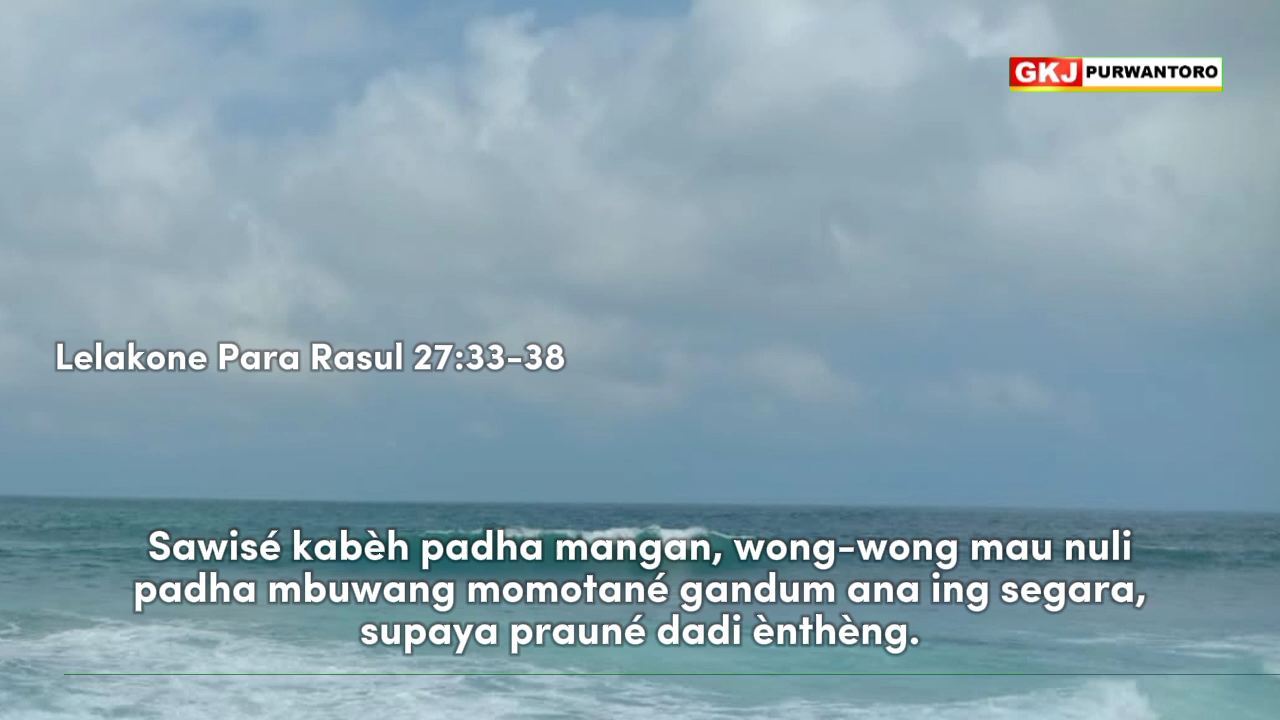 GKJ PURWANTORO
Lelakone Para Rasul 27:33-38
Sawisé kabèh padha mangan, wong-wong mau nuli
padha mbuwang momotané gandum ana ing segara,
supaya prauné dadi ènthèng.